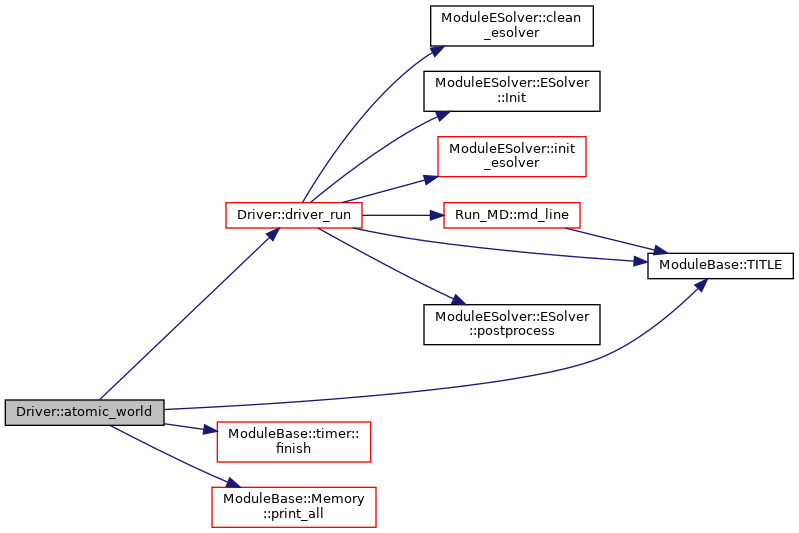 ModuleESolver::clean
_esolver
ModuleESolver::ESolver
::Init
ModuleESolver::init
_esolver
Driver::driver_run
Run_MD::md_line
ModuleBase::TITLE
ModuleESolver::ESolver
::postprocess
Driver::atomic_world
ModuleBase::timer::
finish
ModuleBase::Memory
::print_all